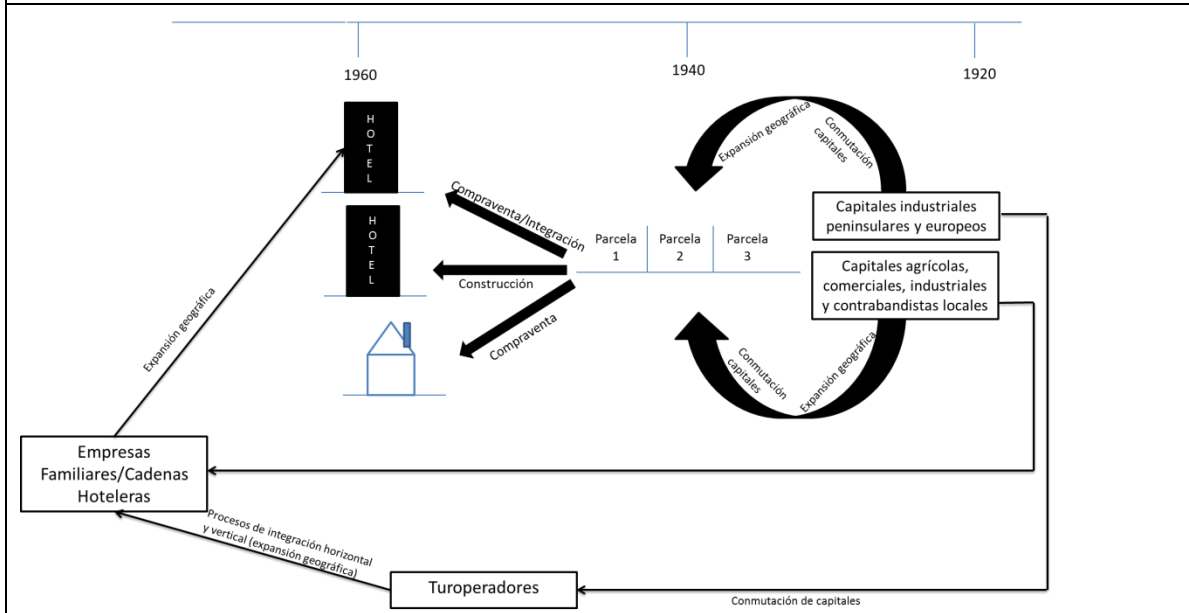 1960
1940
1920
HOTEL
HOTEL
Expansión geográfica
Conmutación
capitales
Capitales industriales
peninsulares y europeos
Capitales agrícolas,
comerciales, industriales
y contrabandistas locales
Parcela
1
Parcela
2
Parcela
3
Compraventa/Integración
Construcción
Compraventa
Conmutación
capitales
Expansión geográfica
Expansión geográfica
Empresas
Familiares/Cadenas
Hoteleras
Procesos de integración horizontal
y vertical (expansión geográfica)
Turoperadores
Conmutación de capitales